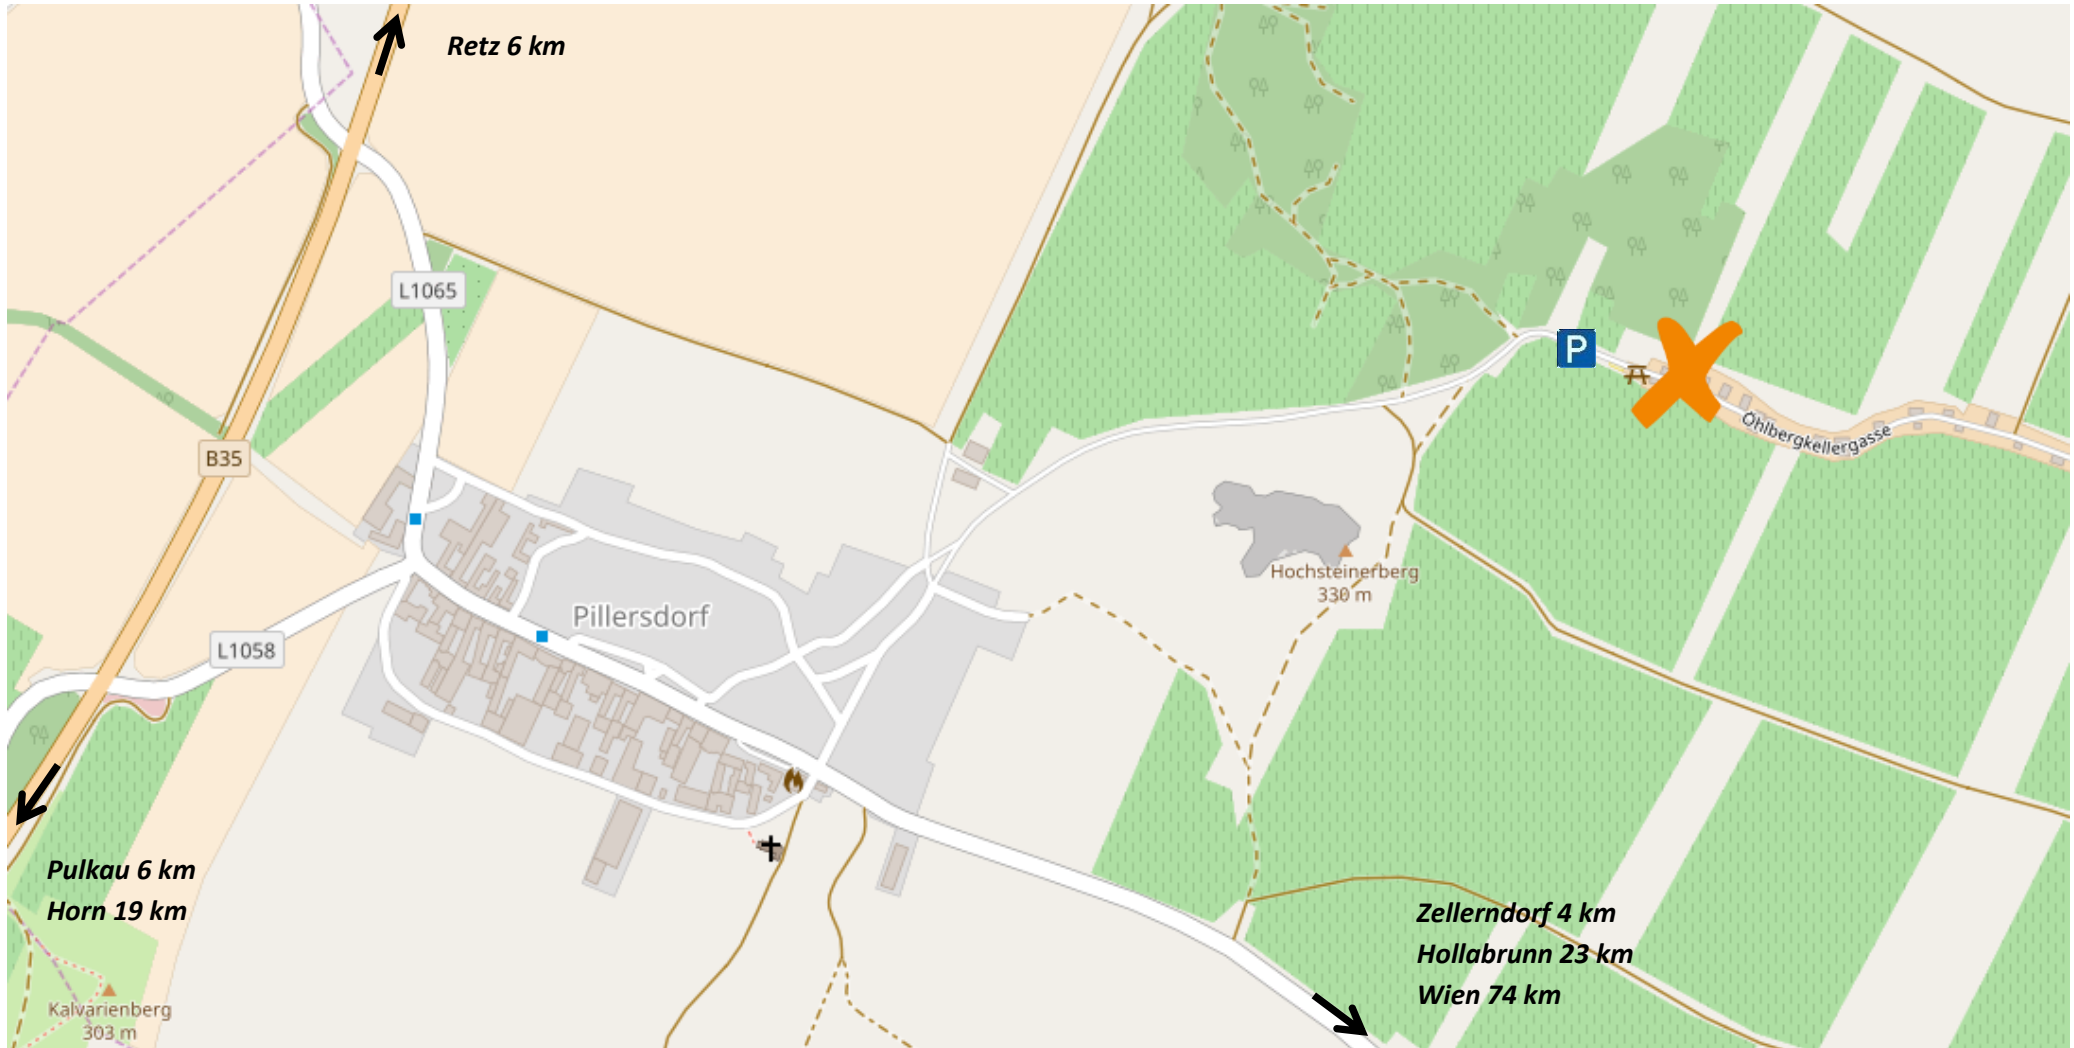 Retz 6 km
L1065
P
Öhlbergkellergasse
B35
Hochsteinerberg
330 m
Pillersdorf
L1058
Pulkau 6 km
Horn 19 km
Zellerndorf 4 km
Hollabrunn 23 km
Wien 74 km
Kalvarienberg
303 m